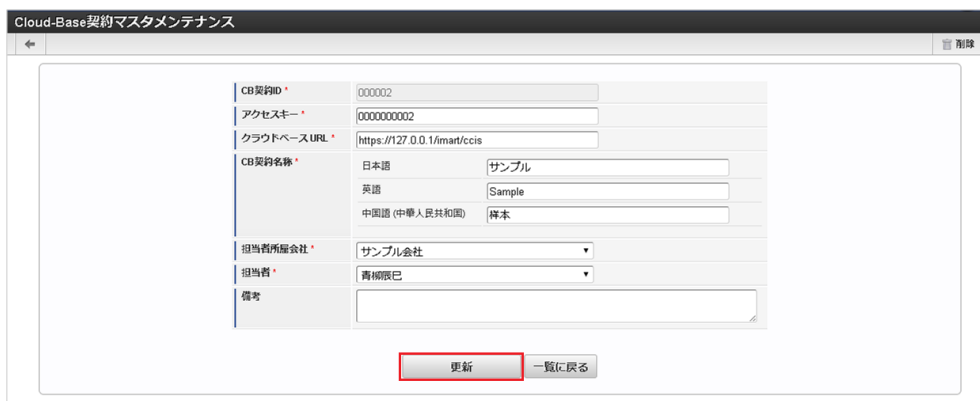 Cloud-Base契約マスタメンテナンス
削除
CB契約ID * 000002
アクセスキー * 0000000002
クラウドベース URL * https://127.0.0.1/imart/ccis
CB契約名称 * 日本語 サンプル
英語 Sample
中国語 (中華人民共和国) 样本
担当者所属会社 * サンプル会社
担当者 * 青柳辰巳
備考
更新 一覧に戻る